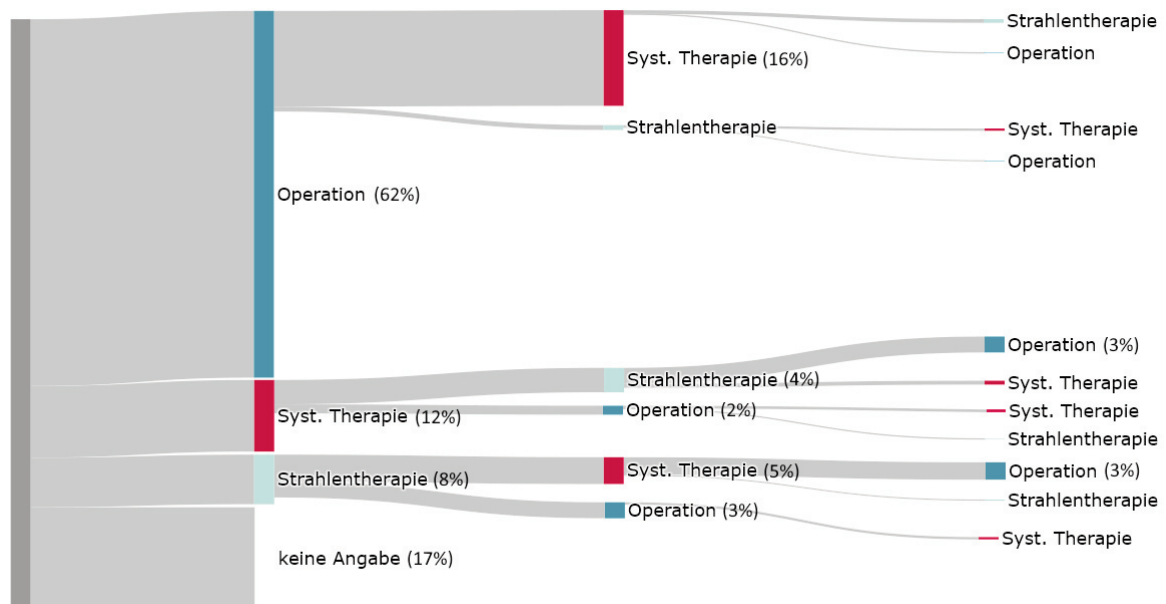 Strahlentherapie
Syst. Therapie (16%)
Operation
Strahlentherapie
Syst. Therapie
Operation
Operation (62%)
Operation (3%)
Strahlentherapie (4%)
Syst. Therapie
Syst. Therapie (12%)
Operation (2%)
Syst. Therapie
Strahlentherapie
Strahlentherapie (8%)
Syst. Therapie (5%)
Operation (3%)
Strahlentherapie
Operation (3%)
Syst. Therapie
keine Angabe (17%)